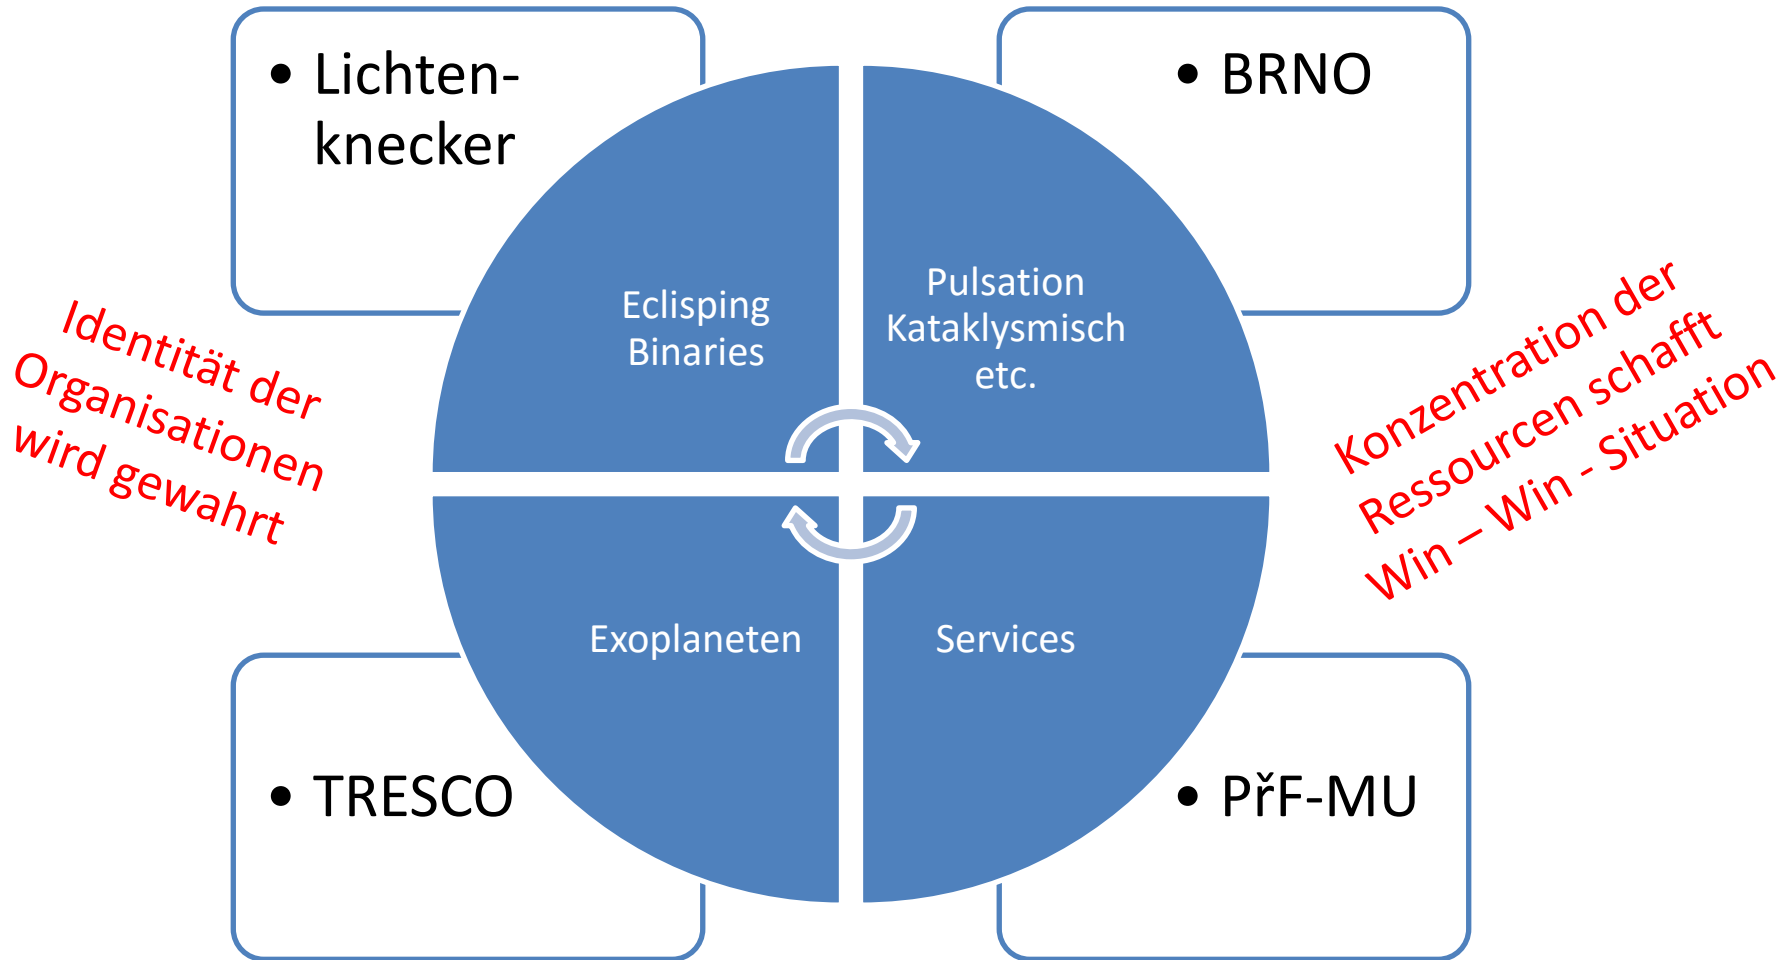 • Lichten-
knecker
• BRNO
Eclisping
Binaries
Pulsation
Kataklysmisch
etc.
Identität der
Organisationen
wird gewahrt
Konzentration der
Ressourcen schafft
Win – Win - Situation
Exoplaneten
Services
• TRESCO
• PřF-MU